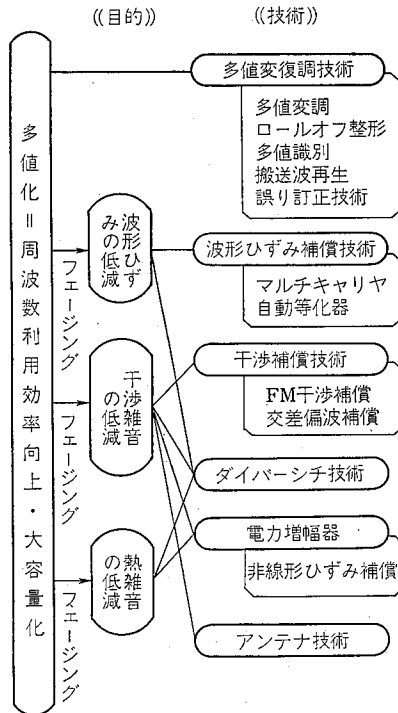 ((目的))
((技術))
多値化＝周波数利用効率向上・大容量化
フェージング
フェージング
フェージング
波形ひず
みの低減
干渉雑音
の低減
熱雑音
の低減
多値変復調技術
多値変調
ロールオフ整形
多値識別
搬送波再生
誤り訂正技術
波形ひずみ補償技術
マルチキャリヤ
自動等化器
干渉補償技術
FM干渉補償
交差偏波補償
ダイバーシチ技術
電力増幅器
非線形ひずみ補償
アンテナ技術